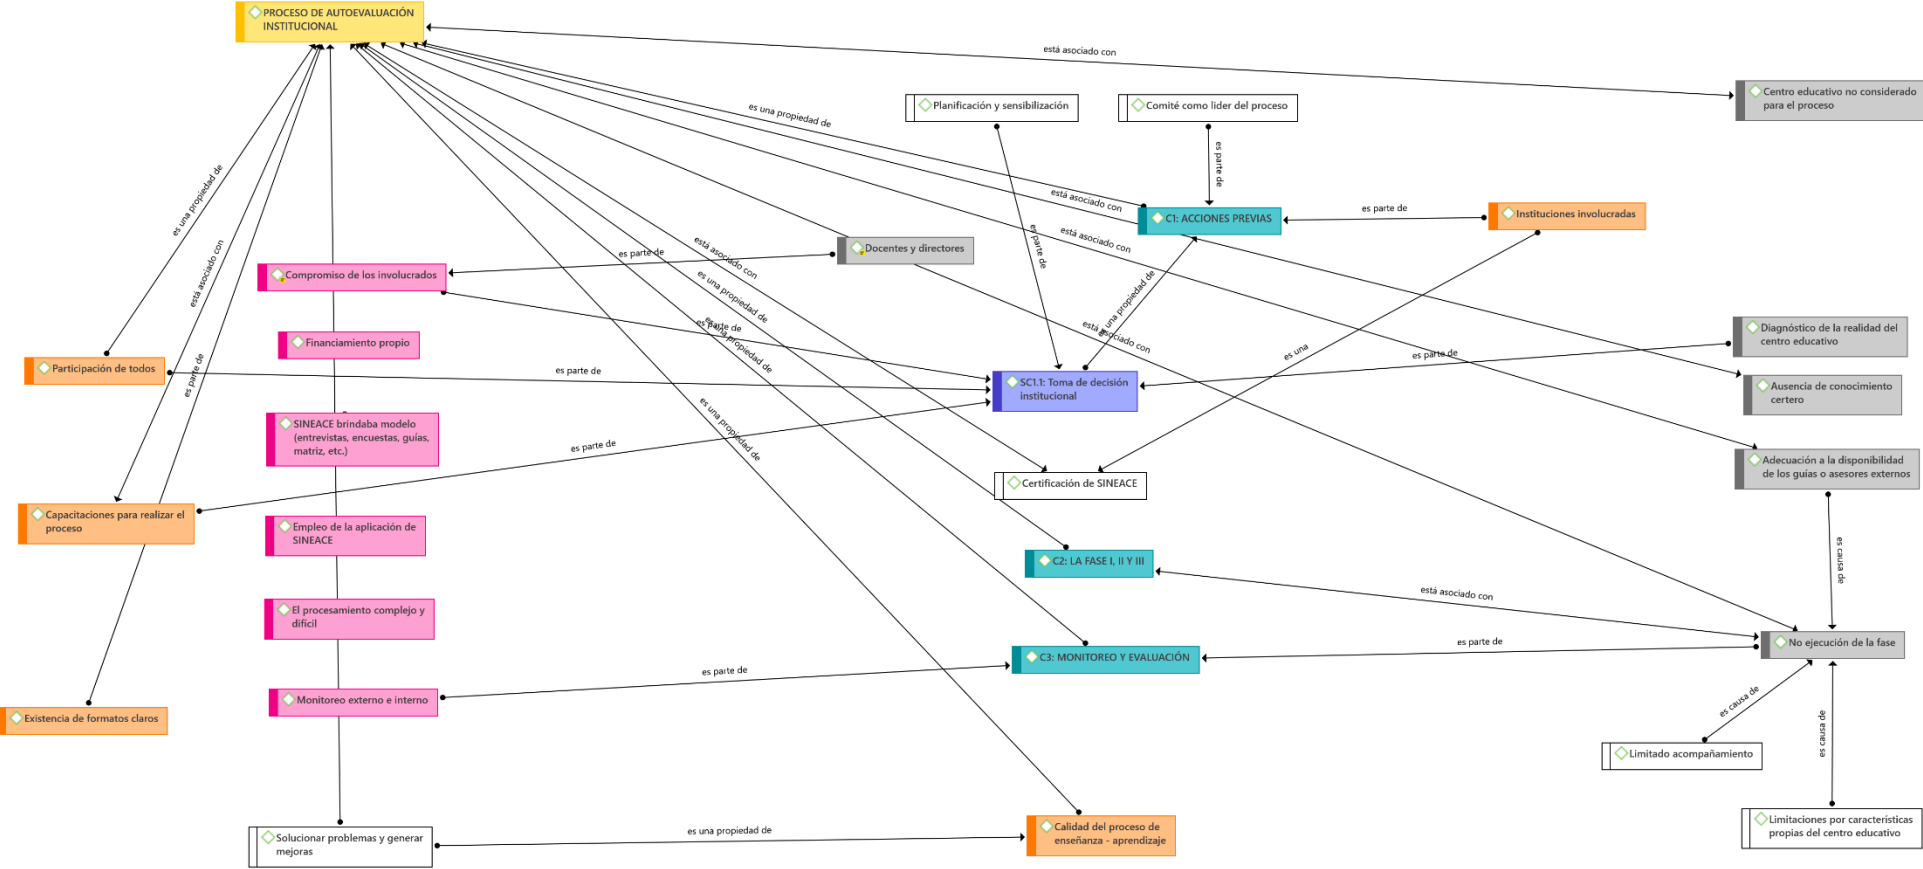 PROCESO DE AUTOEVALUACIÓN
INSTITUCIONAL
está asociado con
Centro educativo no considerado
para el proceso
es una propiedad de
Planificación y sensibilización
Comité como lider del proceso
es parte de
es una propiedad de
está asociado con
C1: ACCIONES PREVIAS
es parte de
Instituciones involucradas
está asociado con
es parte de
está asociado con
Docentes y directores
es parte de
está asociado con
Compromiso de los involucrados
es una propiedad de
es una propiedad de
es parte de
es una propiedad de
está asociado con
Diagnóstico de la realidad del
centro educativo
Financiamiento propio
es una
es parte de
Participación de todos
es parte de
es parte de
SC1.1: Toma de decisión
institucional
Ausencia de conocimiento
certero
SINEACE brindaba modelo
(entrevistas, encuestas, guías,
matriz, etc.)
es una propiedad de
es parte de
Adecuación a la disponibilidad
de los guías o asesores externos
Certificación de SINEACE
Capacitaciones para realizar el
proceso
Empleo de la aplicación de
SINEACE
es causa de
C2: LA FASE I, II Y III
está asociado con
El procesamiento complejo y
difícil
No ejecución de la fase
es parte de
C3: MONITOREO Y EVALUACIÓN
es parte de
Monitoreo externo e interno
es causa de
es causa de
Existencia de formatos claros
Limitado acompañamiento
Limitaciones por características
propias del centro educativo
Solucionar problemas y generar
mejoras
es una propiedad de
Calidad del proceso de
enseñanza - aprendizaje